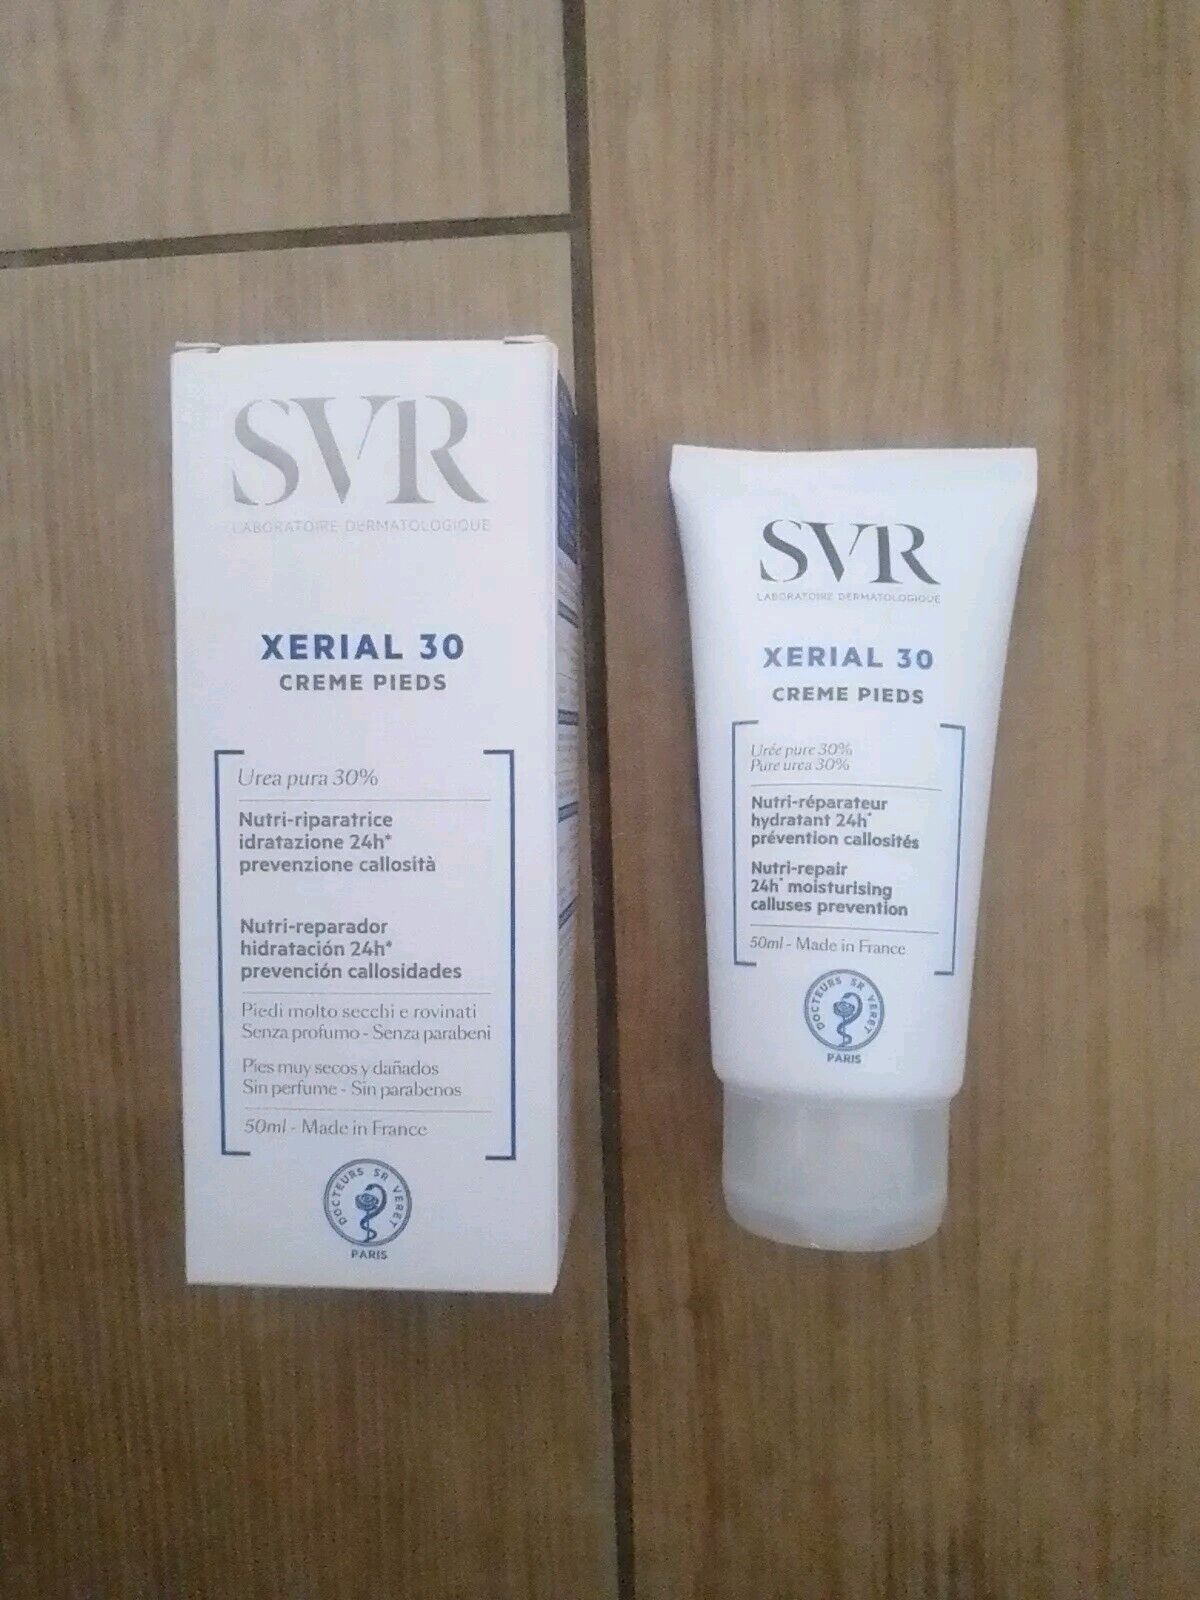 SVR
LABORATOIRE DERMATOLOGIQUE
XERIAL 30
CREME PIEDS
Urea pura 30%
Nutri-riparatrice
idratazione 24h*
prevenzione callosità
Nutri-reparador
hidratación 24h*
prevención callosidades
Piedi molto secchi e rovinati
Senza profumo - Senza parabeni
Pies muy secos y dañados
Sin perfume - Sin parabenos
50ml - Made in France
DOCTEURS SR VERET
PARIS
SVR
LABORATOIRE DERMATOLOGIQUE
XERIAL 30
CREME PIEDS
Urée pure 30%
Pure urea 30%
Nutri-réparateur
hydratant 24h*
prévention callosités
Nutri-repair
24h* moisturising
calluses prevention
50ml - Made in France
DOCTEURS SR VERET
PARIS